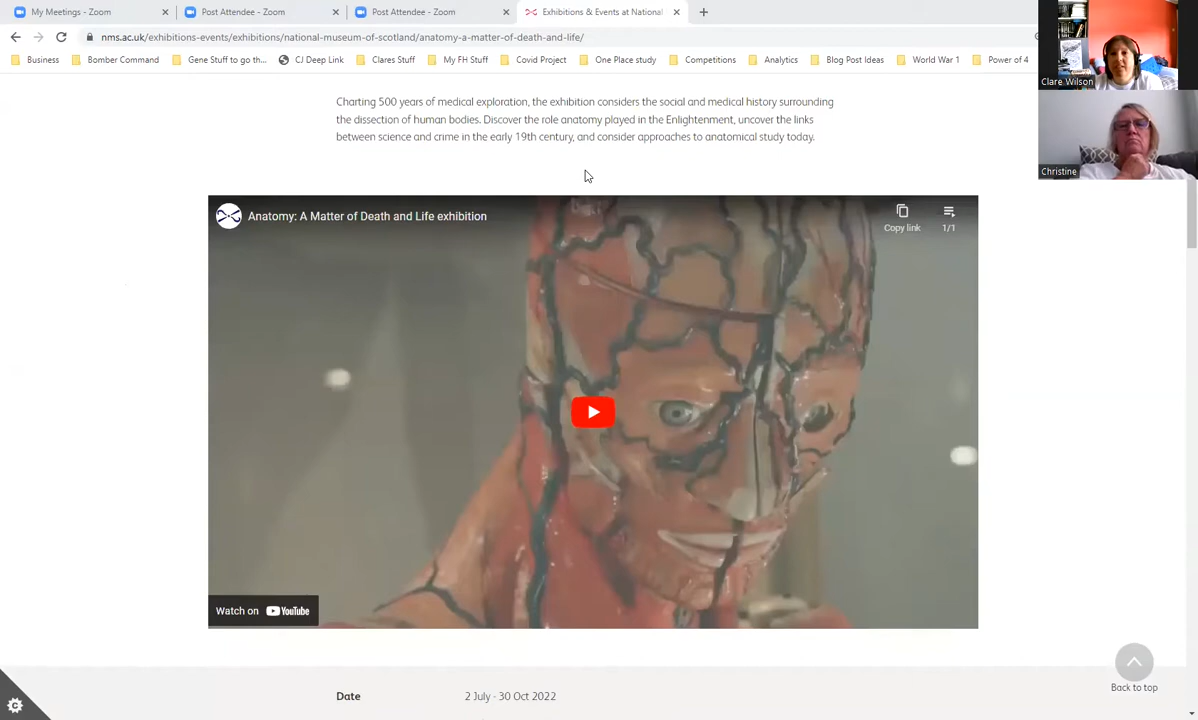 My Meetings - Zoom
Post Attendee - Zoom
Post Attendee - Zoom
Exhibitions & Events at National
nms.ac.uk/exhibitions-events/exhibitions/national-museum-of-scotland/anatomy-a-matter-of-death-and-life/
Business
Bomber Command
Gene Stuff to go th...
CJ Deep Link
Clares Stuff
My FH Stuff
Covid Project
One Place study
Competitions
Analytics
Blog Post Ideas
World War 1
Power of 4
Clare Wilson
Christine
Charting 500 years of medical exploration, the exhibition considers the social and medical history surrounding
the dissection of human bodies. Discover the role anatomy played in the Enlightenment, uncover the links
between science and crime in the early 19th century, and consider approaches to anatomical study today.
Anatomy: A Matter of Death and Life exhibition
Copy link
1/1
Watch on YouTube
Back to top
Date 2 July - 30 Oct 2022